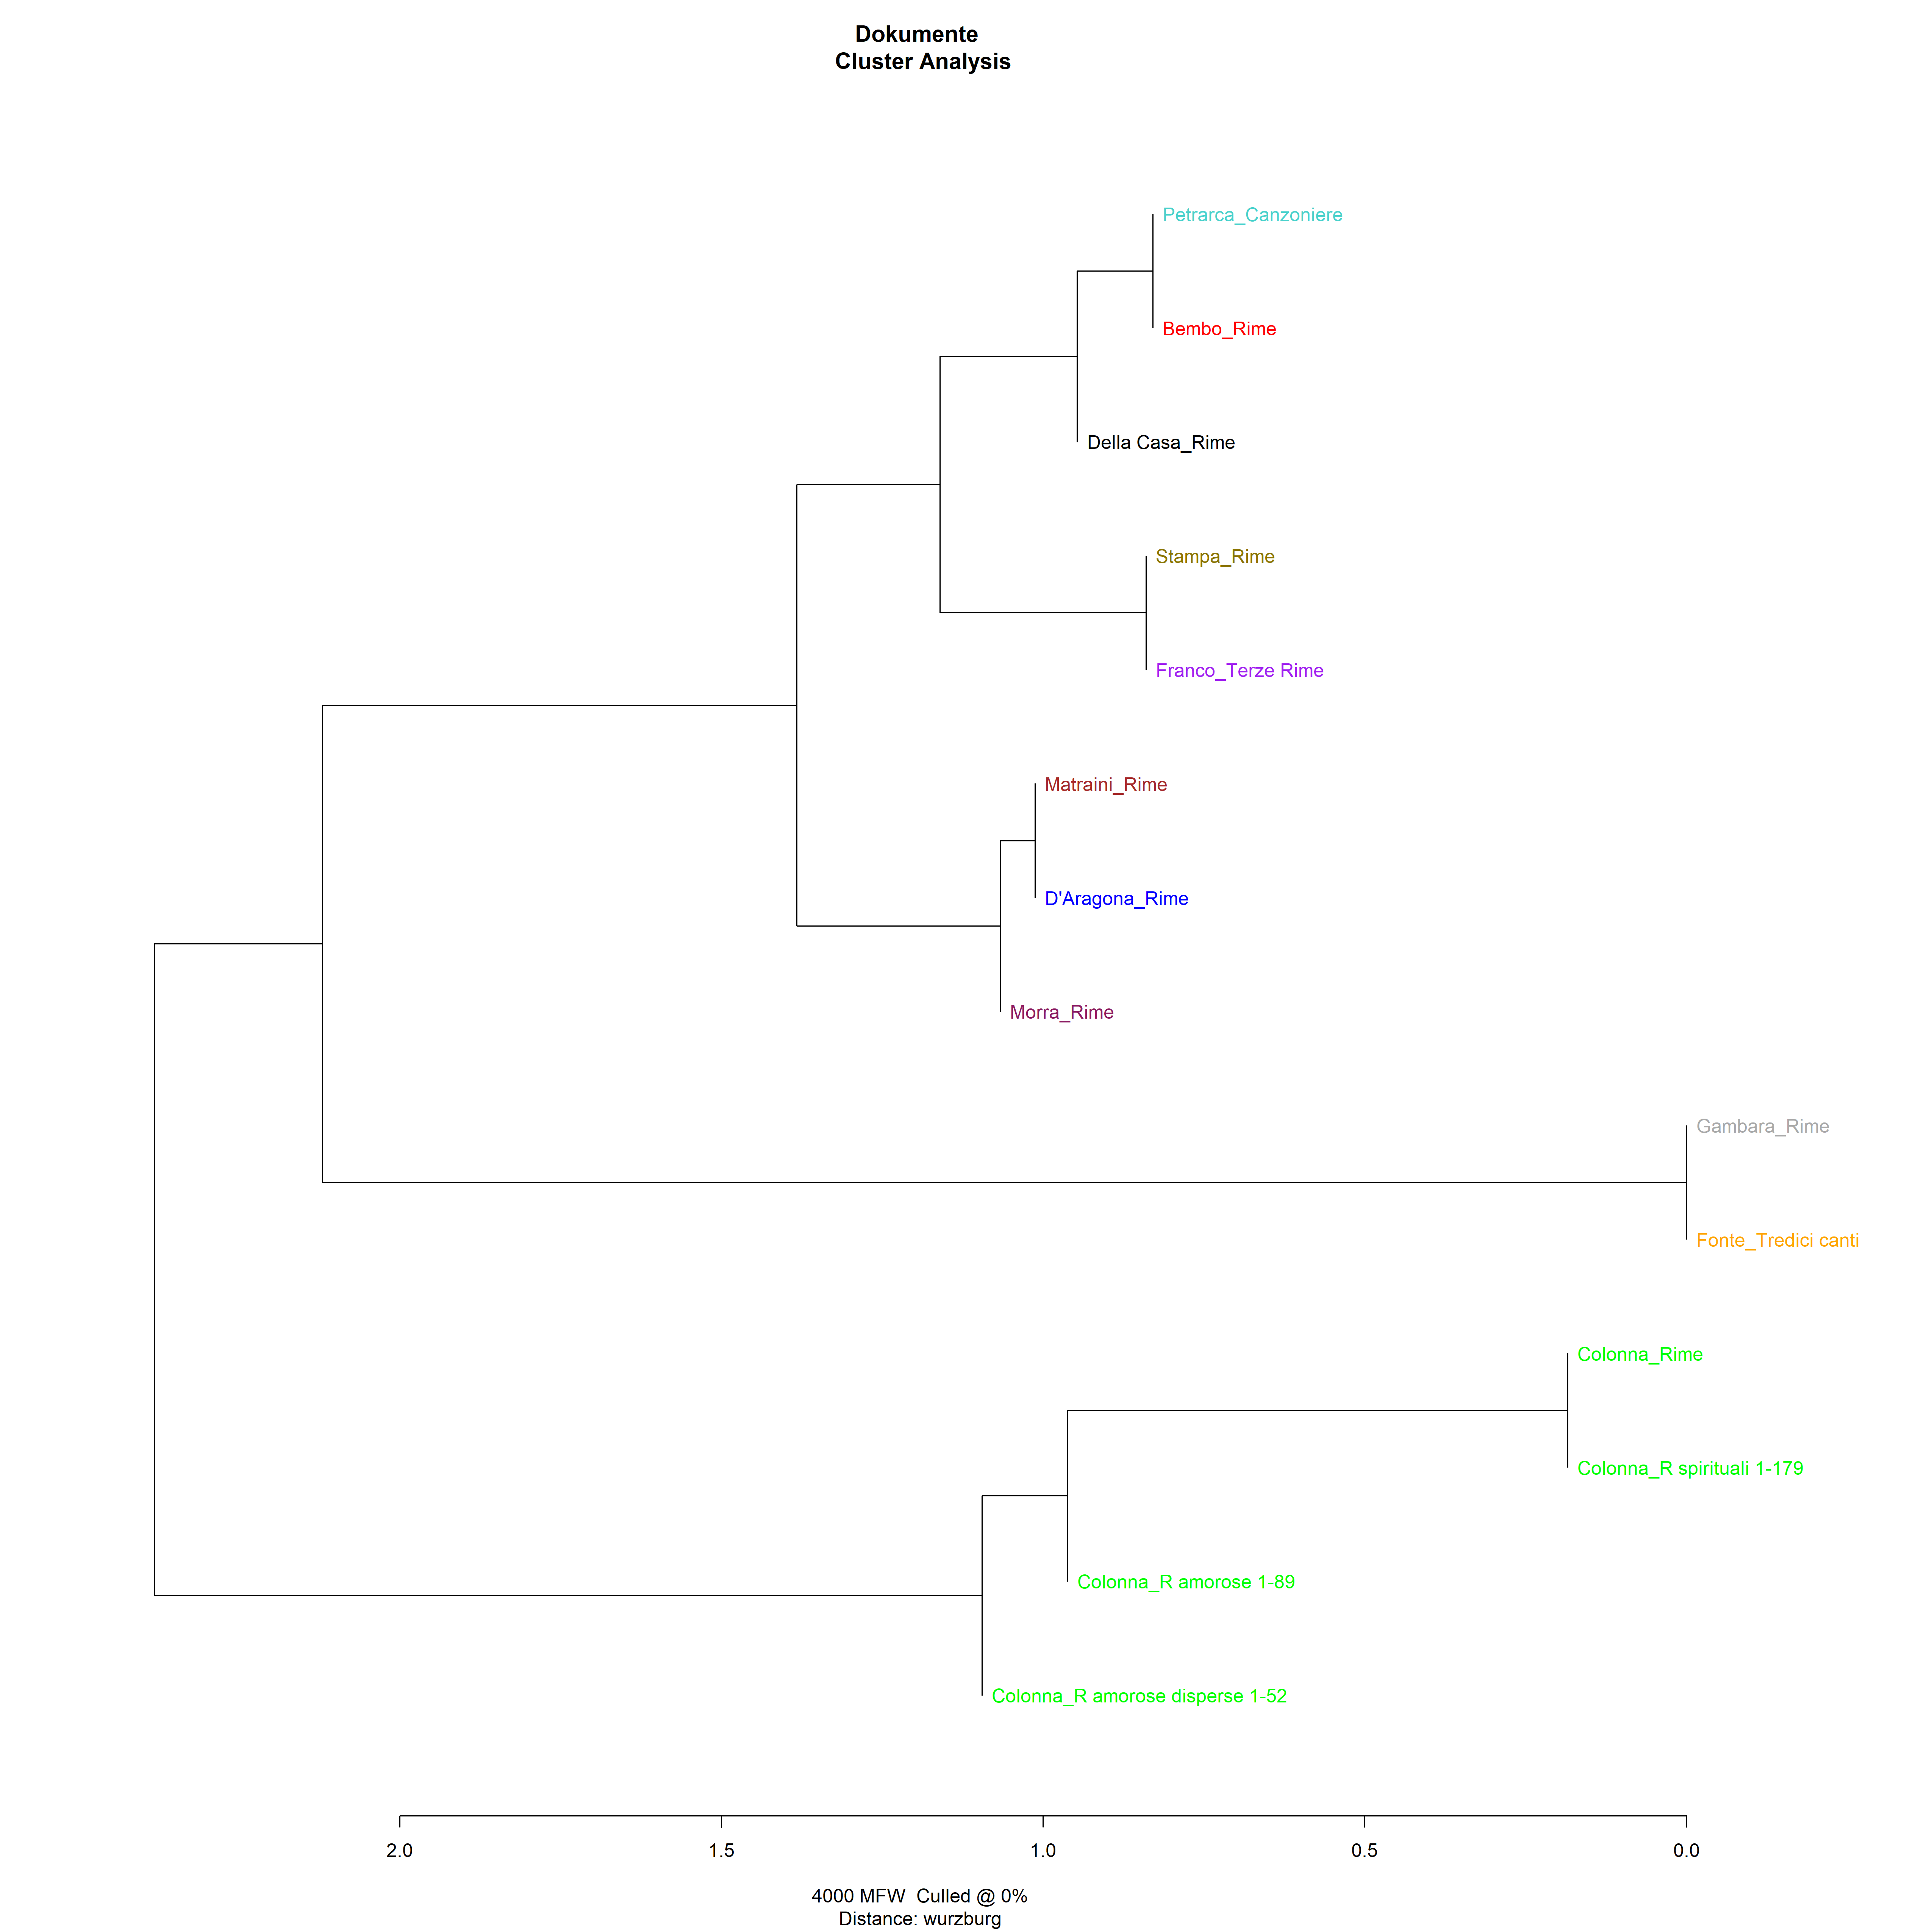 Dokumente
Cluster Analysis
Petrarca_Canzoniere
Bembo_Rime
Della Casa_Rime
Stampa_Rime
Franco_Terze Rime
Matraini_Rime
D'Aragona_Rime
Morra_Rime
Gambara_Rime
Fonte_Tredici canti
Colonna_Rime
Colonna_R spirituali 1-179
Colonna_R amorose 1-89
Colonna_R amorose disperse 1-52
2.0 1.5 1.0 0.5 0.0
4000 MFW  Culled @ 0%
Distance: wurzburg